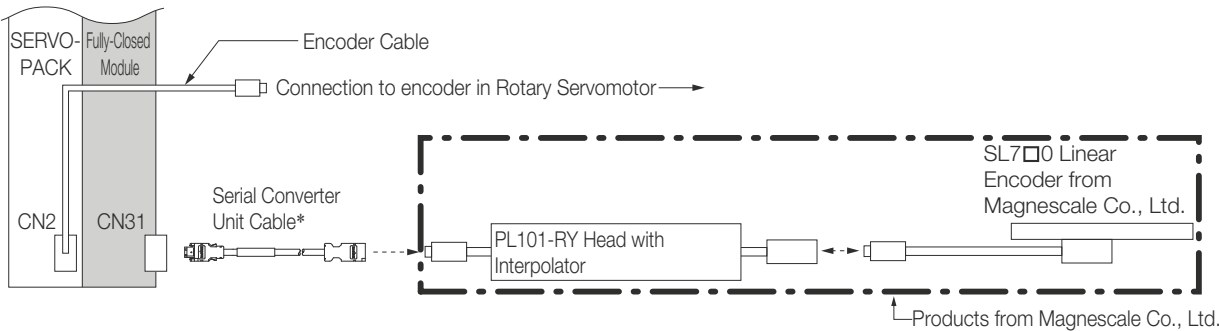 SERVO-
PACK
Fully-Closed
Module
Encoder Cable
Connection to encoder in Rotary Servomotor
CN2
CN31
Serial Converter
Unit Cable*
PL101-RY Head with
Interpolator
SL7□0 Linear
Encoder from
Magnescale Co., Ltd.
Products from Magnescale Co., Ltd.